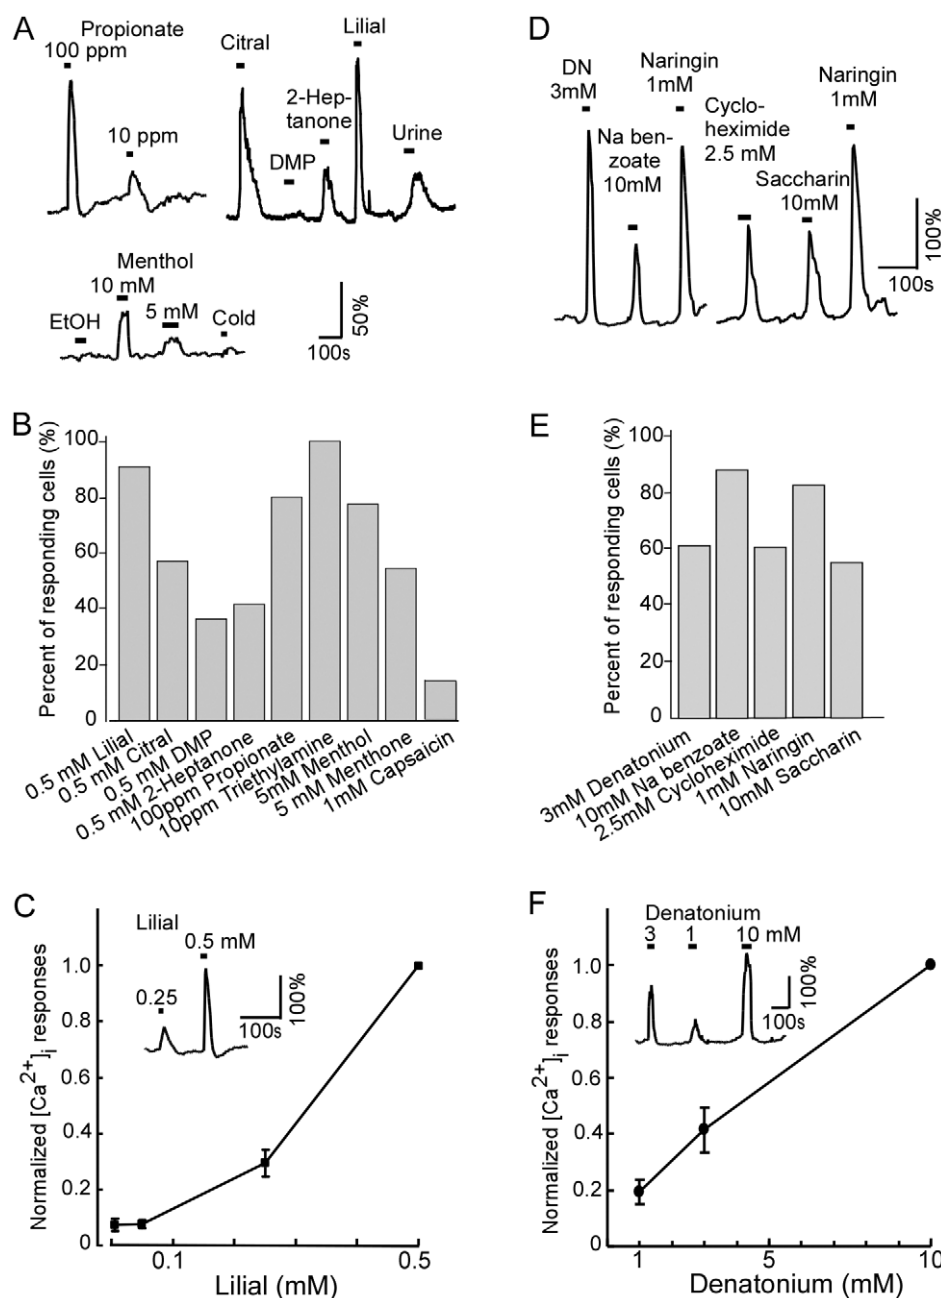 A
Propionate
100 ppm
10 ppm
Citral
DMP
2-Hep-
tanone
Lilial
Urine
Menthol
10 mM
EtOH
5 mM
Cold
50%
100s
D
DN
3mM
Na ben-
zoate
10mM
Naringin
1mM
Cyclo-
heximide
2.5 mM
Saccharin
10mM
Naringin
1mM
100%
100s
B
Percent of responding cells (%)
100
80
60
40
20
0
0.5 mM Lilial
0.5 mM Citral
0.5 mM DMP
0.5 mM 2-Heptanone
100ppm Propionate
10ppm Triethylamine
5mM Menthol
5 mM Menthone
1mM Capsaicin
E
Percent of responding cells (%)
100
80
60
40
20
0
3mM Denatonium
10mM Na benzoate
2.5mM Cycloheximide
1mM Naringin
10mM Saccharin
C
Normalized [Ca2+]i responses
1.0
0.8
0.6
0.4
0.2
0
Lilial
0.25
0.5 mM
100%
100s
0.1
0.5
Lilial (mM)
F
Normalized [Ca2+]i responses
1.0
0.8
0.6
0.4
0.2
0
Denatonium
3 1 10 mM
100%
100s
1
5
10
Denatonium (mM)